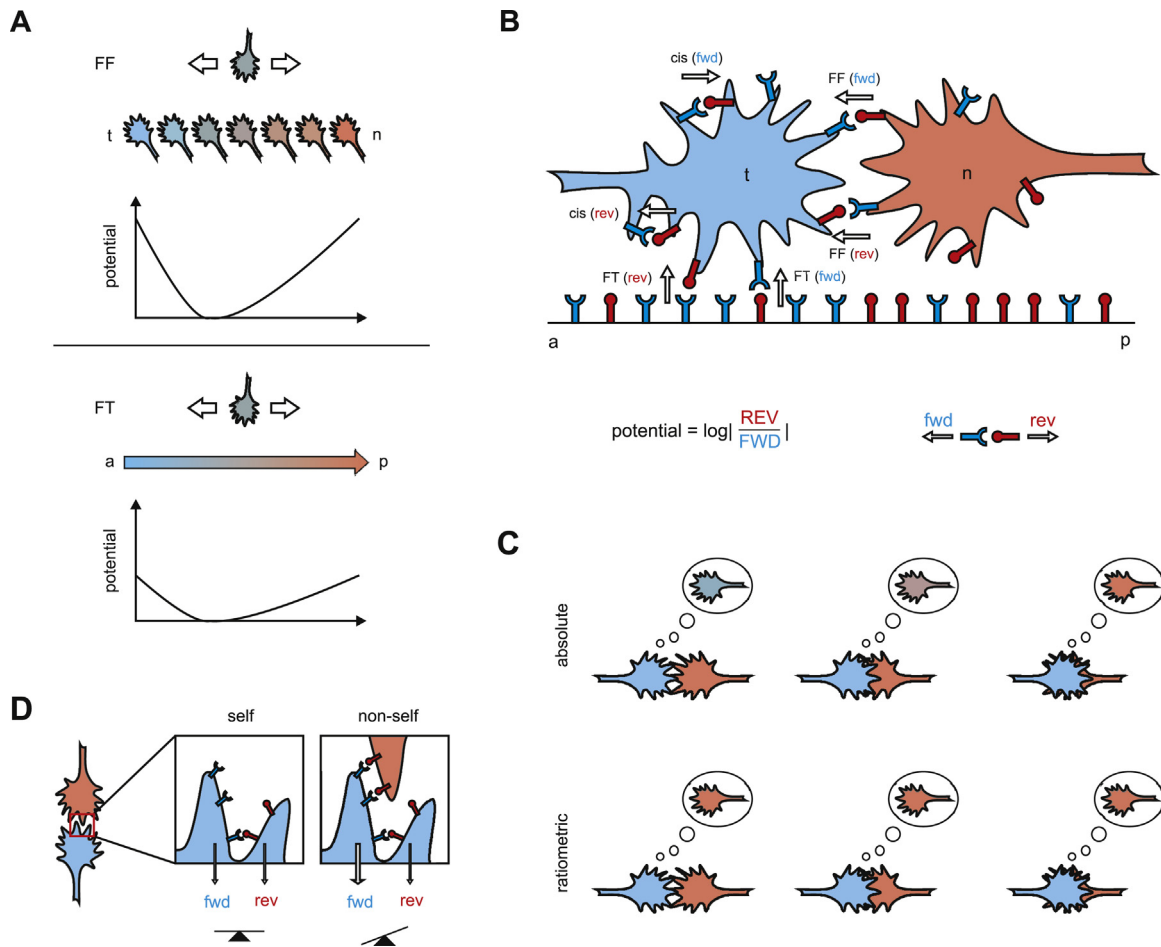 A
FF
t
n
potential
FT
a
p
potential
B
cis (fwd)
FF (fwd)
t
n
cis (rev)
FF (rev)
FT (rev)
FT (fwd)
a
p
potential = log| REV
FWD |
fwd
rev
C
absolute
ratiometric
D
self
non-self
fwd
rev
fwd
rev